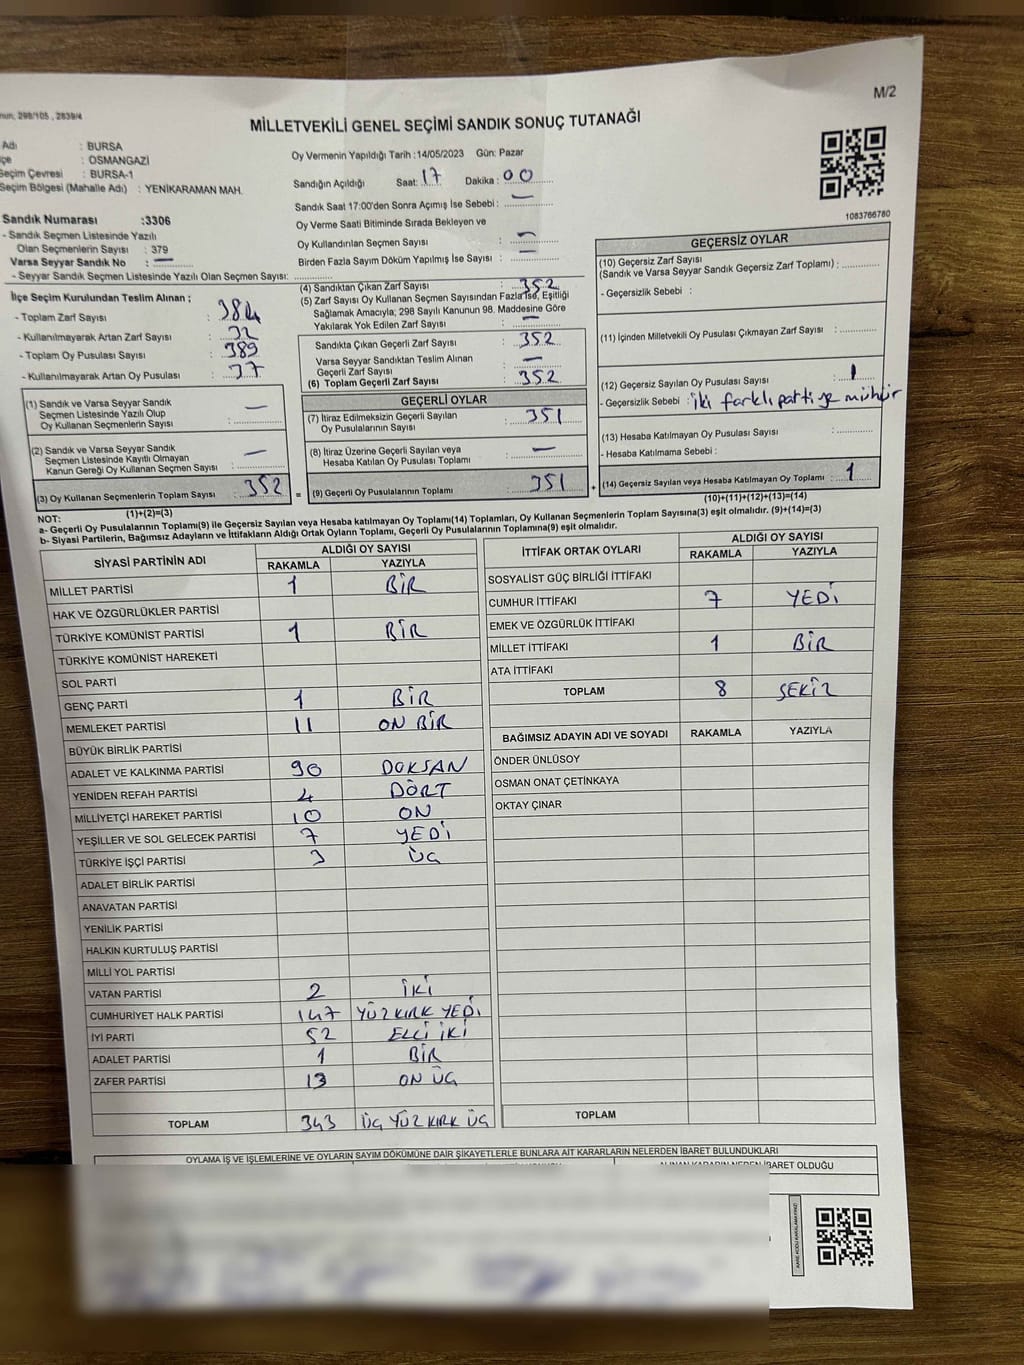 M/2
298/105 , 2839/4
MİLLETVEKİLİ GENEL SEÇİMİ SANDIK SONUÇ TUTANAĞI
Adı : BURSA
: OSMANGAZİ
Seçim Çevresi : BURSA-1
Seçim Bölgesi (Mahalle Adı) : YENİKARAMAN MAH.
Oy Vermenin Yapıldığı Tarih :14/05/2023 Gün: Pazar
Sandığın Açıldığı Saat: 17 Dakika: 00
Sandık Saat 17:00'den Sonra Açımış İse Sebebi : —
Oy Verme Saati Bitiminde Sırada Bekleyen ve
Oy Kullandırılan Seçmen Sayısı : —
Birden Fazla Sayım Döküm Yapılmış İse Sayısı : —
Sandık Numarası :3306
- Sandık Seçmen Listesinde Yazılı
Olan Seçmenlerin Sayısı : 379
Varsa Seyyar Sandık No : —
- Seyyar Sandık Seçmen Listesinde Yazılı Olan Seçmen Sayısı:
İlçe Seçim Kurulundan Teslim Alınan ;
- Toplam Zarf Sayısı : 384
- Kullanılmayarak Artan Zarf Sayısı : 32
- Toplam Oy Pusulası Sayısı : 389
- Kullanılmayarak Artan Oy Pusulası : 37
(4) Sandıktan Çıkan Zarf Sayısı : 352
(5) Zarf Sayısı Oy Kullanan Seçmen Sayısından Fazla ise, Eşitliği
Sağlamak Amacıyla; 298 Sayılı Kanunun 98. Maddesine Göre
Yakılarak Yok Edilen Zarf Sayısı : —
Sandıkta Çıkan Geçerli Zarf Sayısı : 352
Varsa Seyyar Sandıktan Teslim Alınan
Geçerli Zarf Sayısı : —
(6) Toplam Geçerli Zarf Sayısı : 352
1083766780
GEÇERSİZ OYLAR
(10) Geçersiz Zarf Sayısı
(Sandık ve Varsa Seyyar Sandık Geçersiz Zarf Toplamı) :
- Geçersizlik Sebebi :
(11) İçinden Milletvekili Oy Pusulası Çıkmayan Zarf Sayısı :
(12) Geçersiz Sayılan Oy Pusulası Sayısı : 1
- Geçersizlik Sebebi : iki farklı partiye mühür
(13) Hesaba Katılmayan Oy Pusulası Sayısı :
- Hesaba Katılmama Sebebi :
(14) Geçersiz Sayılan veya Hesaba Katılmayan Oy Toplamı : 1
(10)+(11)+(12)+(13)=(14)
(1) Sandık ve Varsa Seyyar Sandık
Seçmen Listesinde Yazılı Olup
Oy Kullanan Seçmenlerin Sayısı : —
(2) Sandık ve Varsa Seyyar Sandık
Seçmen Listesinde Kayıtlı Olmayan
Kanun Gereği Oy Kullanan Seçmen Sayısı : —
(3) Oy Kullanan Seçmenlerin Toplam Sayısı : 352 =
(1)+(2)=(3)
GEÇERLİ OYLAR
(7) İtiraz Edilmeksizin Geçerli Sayılan
Oy Pusulalarının Sayısı : 351
(8) İtiraz Üzerine Geçerli Sayılan veya
Hesaba Katılan Oy Pusulası Toplamı : —
(9) Geçerli Oy Pusulalarının Toplamı : 351 +
NOT:
a- Geçerli Oy Pusulalarının Toplamı(9) ile Geçersiz Sayılan veya Hesaba katılmayan Oy Toplamı(14) Toplamları, Oy Kullanan Seçmenlerin Toplam Sayısına(3) eşit olmalıdır. (9)+(14)=(3)
b- Siyasi Partilerin, Bağımsız Adayların ve İttifakların Aldığı Ortak Oyların Toplamı, Geçerli Oy Pusulalarının Toplamına(9) eşit olmalıdır.
SİYASİ PARTİNİN ADI ALDIĞI OY SAYISI
RAKAMLA YAZIYLA
MİLLET PARTİSİ 1 BİR
HAK VE ÖZGÜRLÜKLER PARTİSİ
TÜRKİYE KOMÜNİST PARTİSİ 1 BİR
TÜRKİYE KOMÜNİST HAREKETİ
SOL PARTİ
GENÇ PARTİ 1 BİR
MEMLEKET PARTİSİ 11 ON BİR
BÜYÜK BİRLİK PARTİSİ
ADALET VE KALKINMA PARTİSİ 90 DOKSAN
YENİDEN REFAH PARTİSİ 4 DÖRT
MİLLİYETÇİ HAREKET PARTİSİ 10 ON
YEŞİLLER VE SOL GELECEK PARTİSİ 7 YEDİ
TÜRKİYE İŞÇİ PARTİSİ 3 ÜÇ
ADALET BİRLİK PARTİSİ
ANAVATAN PARTİSİ
YENİLİK PARTİSİ
HALKIN KURTULUŞ PARTİSİ
MİLLİ YOL PARTİSİ
VATAN PARTİSİ 2 İKİ
CUMHURİYET HALK PARTİSİ 147 YÜZ KIRK YEDİ
İYİ PARTİ 52 ELLİ İKİ
ADALET PARTİSİ 1 BİR
ZAFER PARTİSİ 13 ON ÜÇ
TOPLAM 343 ÜÇ YÜZ KIRK ÜÇ
İTTİFAK ORTAK OYLARI ALDIĞI OY SAYISI
RAKAMLA YAZIYLA
SOSYALİST GÜÇ BİRLİĞİ İTTİFAKI
CUMHUR İTTİFAKI 7 YEDİ
EMEK VE ÖZGÜRLÜK İTTİFAKI
MİLLET İTTİFAKI 1 BİR
ATA İTTİFAKI
TOPLAM 8 SEKİZ
BAĞIMSIZ ADAYIN ADI VE SOYADI RAKAMLA YAZIYLA
ÖNDER ÜNLÜSOY
OSMAN ONAT ÇETİNKAYA
OKTAY ÇINAR
TOPLAM
OYLAMA İŞ VE İŞLEMLERİNE VE OYLARIN SAYIM DÖKÜMÜNE DAİR ŞİKAYETLERLE BUNLARA AİT KARARLARIN NELERDEN İBARET BULUNDUKLARI
ALINAN KARARIN NEDEN İBARET OLDUĞU